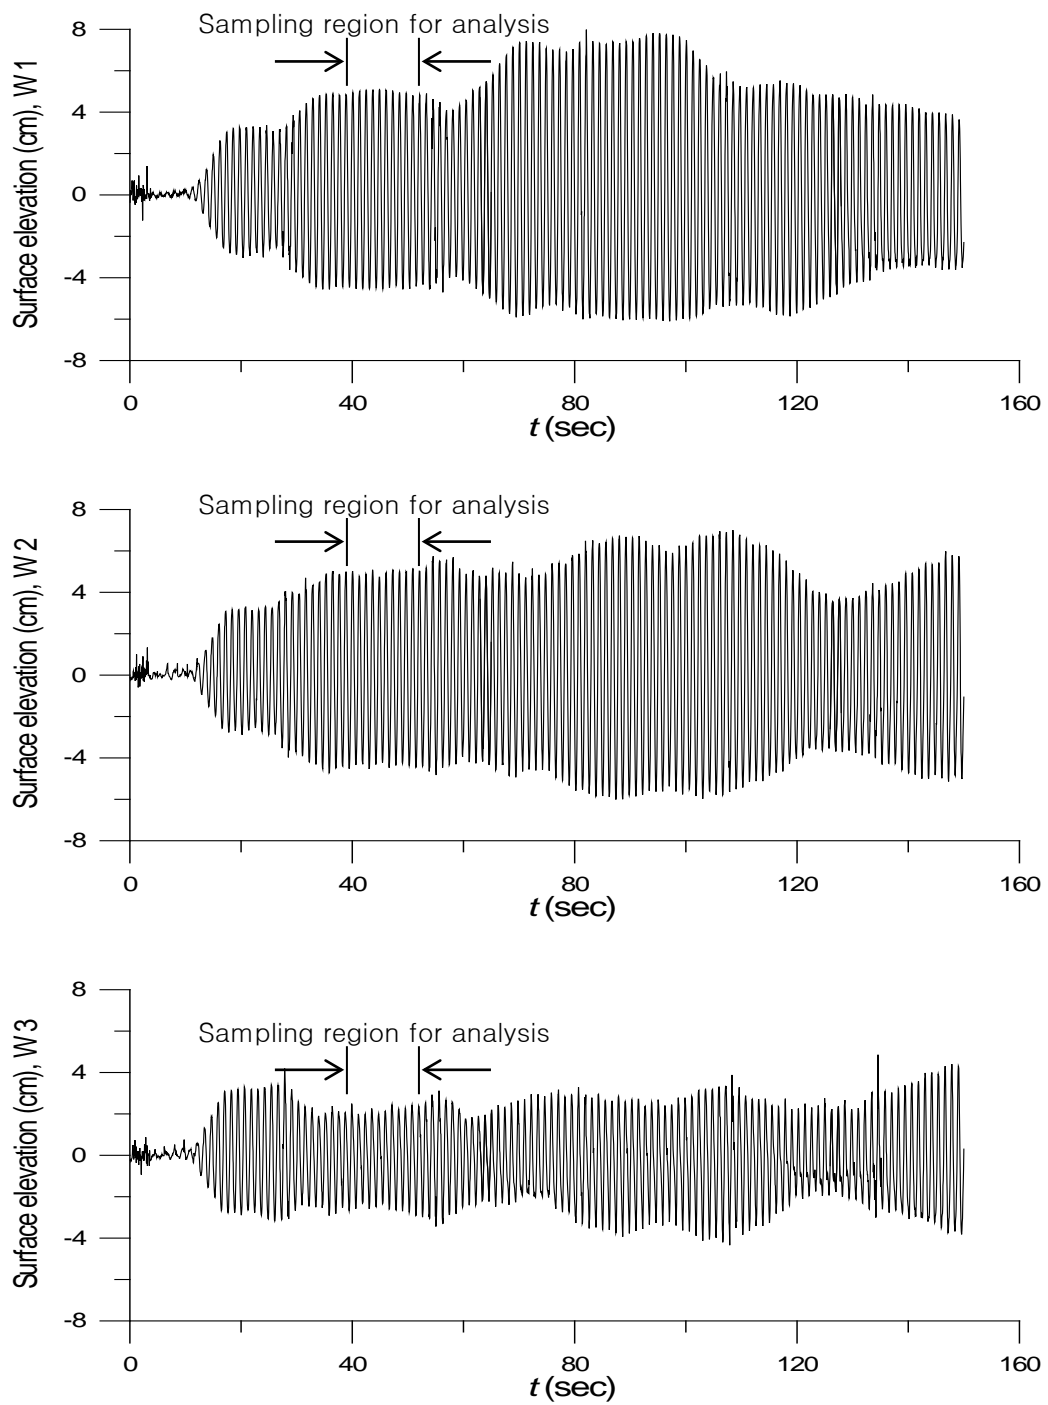 Sampling region for analysis
Surface elevation (cm), W1
8
4
0
-4
-8
0 40 80 120 160
t (sec)
Sampling region for analysis
Surface elevation (cm), W2
8
4
0
-4
-8
0 40 80 120 160
t (sec)
Sampling region for analysis
Surface elevation (cm), W3
8
4
0
-4
-8
0 40 80 120 160
t (sec)